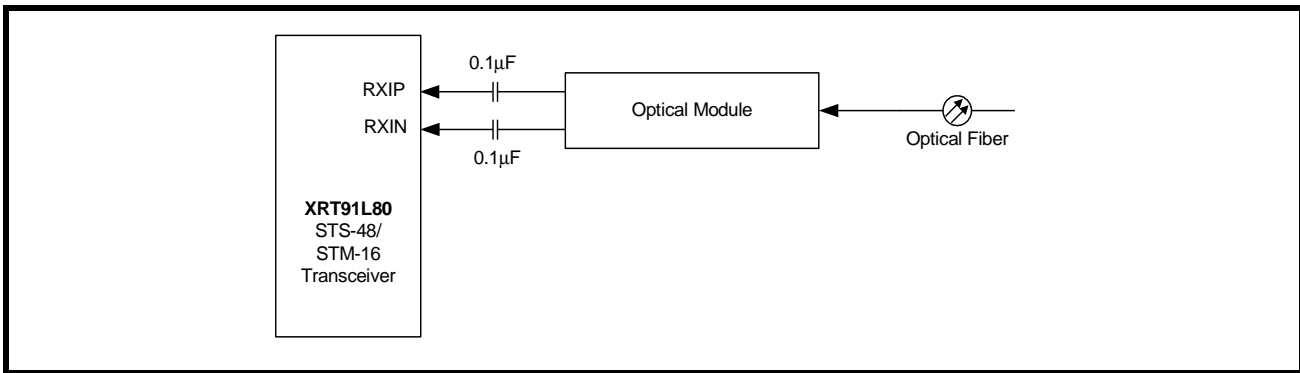 0.1μF
RXIP
Optical Module
RXIN
Optical Fiber
0.1μF
XRT91L80
STS-48/
STM-16
Transceiver